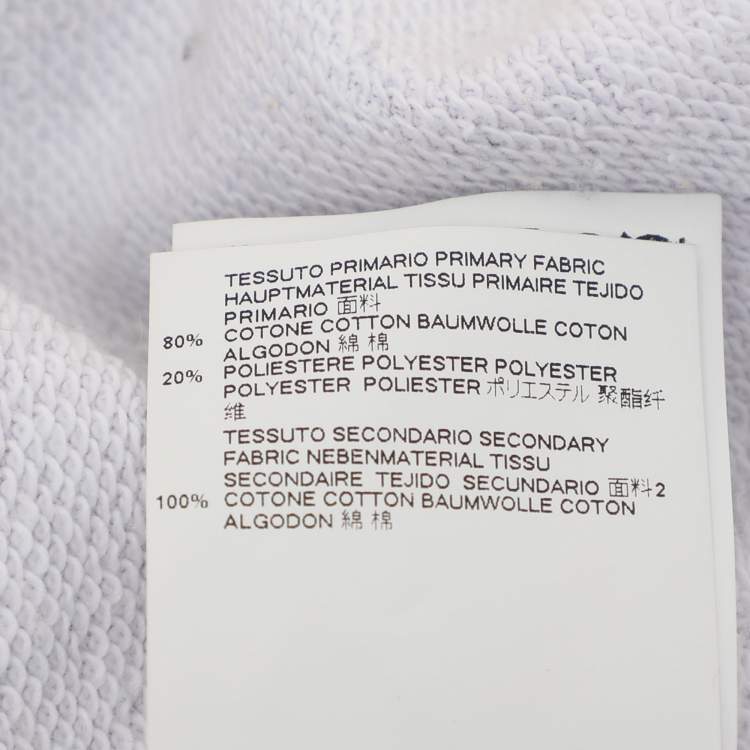 TESSUTO PRIMARIO PRIMARY FABRIC
HAUPTMATERIAL TISSU PRIMAIRE TEJIDO
PRIMARIO 面料
80% COTONE COTTON BAUMWOLLE COTON
ALGODON 綿 棉
20% POLIESTERE POLYESTER POLYESTER
POLYESTER POLIESTER ポリエステル 聚酯纤
维
TESSUTO SECONDARIO SECONDARY
FABRIC NEBENMATERIAL TISSU
SECONDAIRE TEJIDO SECUNDARIO 面料2
100% COTONE COTTON BAUMWOLLE COTON
ALGODON 綿 棉